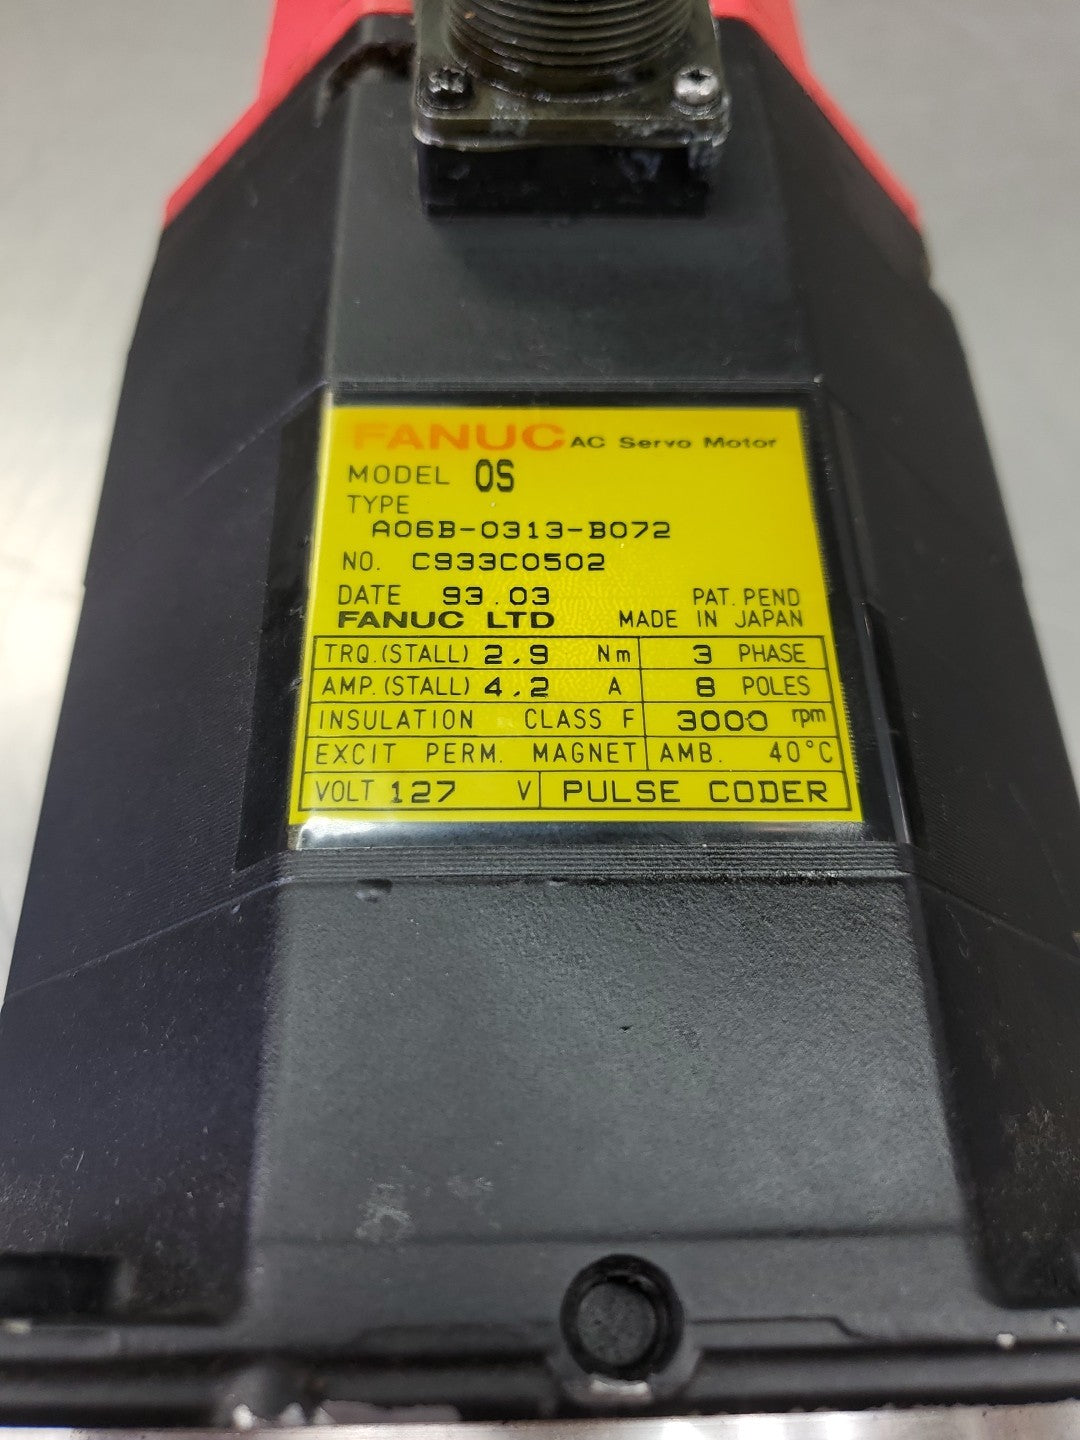 FANUC AC Servo Motor
MODEL 0S
TYPE
A06B-0313-B072
NO. C933C0502
DATE 93.03 PAT. PEND
FANUC LTD MADE IN JAPAN
TRQ.(STALL) 2.9 Nm 3 PHASE
AMP.(STALL) 4.2 A 8 POLES
INSULATION CLASS F 3000 rpm
EXCIT PERM. MAGNET AMB. 40°C
VOLT 127 V PULSE CODER